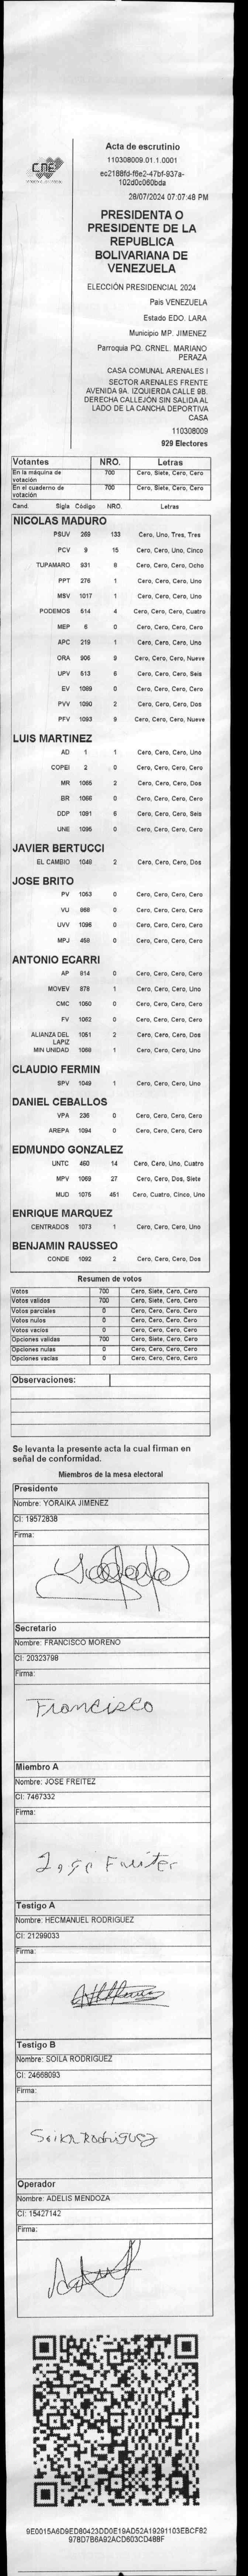 CNE
Acta de escrutinio
110308009.01.1.0001
ec2188fd-f6e2-47bf-937a-
102d0c060bda
28/07/2024 07:07:48 PM
PRESIDENTA O
PRESIDENTE DE LA
REPUBLICA
BOLIVARIANA DE
VENEZUELA
ELECCIÓN PRESIDENCIAL 2024
Pais VENEZUELA
Estado EDO. LARA
Municipio MP. JIMENEZ
Parroquia PQ. CRNEL. MARIANO
PERAZA
CASA COMUNAL ARENALES I
SECTOR ARENALES FRENTE
AVENIDA 9A. IZQUIERDA CALLE 9B.
DERECHA CALLEJÓN SIN SALIDA AL
LADO DE LA CANCHA DEPORTIVA
CASA
110308009
929 Electores
Votantes NRO. Letras
En la máquina de votación 700 Cero, Siete, Cero, Cero
En el cuaderno de votación 700 Cero, Siete, Cero, Cero
Cand. Sigla Código NRO. Letras
NICOLAS MADURO
PSUV 269 133 Cero, Uno, Tres, Tres
PCV 9 15 Cero, Cero, Uno, Cinco
TUPAMARO 931 8 Cero, Cero, Cero, Ocho
PPT 276 1 Cero, Cero, Cero, Uno
MSV 1017 1 Cero, Cero, Cero, Uno
PODEMOS 514 4 Cero, Cero, Cero, Cuatro
MEP 6 0 Cero, Cero, Cero, Cero
APC 219 1 Cero, Cero, Cero, Uno
ORA 906 9 Cero, Cero, Cero, Nueve
UPV 513 6 Cero, Cero, Cero, Seis
EV 1089 0 Cero, Cero, Cero, Cero
PVV 1090 2 Cero, Cero, Cero, Dos
PFV 1093 9 Cero, Cero, Cero, Nueve
LUIS MARTINEZ
AD 1 1 Cero, Cero, Cero, Uno
COPEI 2 0 Cero, Cero, Cero, Cero
MR 1065 2 Cero, Cero, Cero, Dos
BR 1066 0 Cero, Cero, Cero, Cero
DDP 1091 6 Cero, Cero, Cero, Seis
UNE 1095 0 Cero, Cero, Cero, Cero
JAVIER BERTUCCI
EL CAMBIO 1048 2 Cero, Cero, Cero, Dos
JOSE BRITO
PV 1053 0 Cero, Cero, Cero, Cero
VU 868 0 Cero, Cero, Cero, Cero
UVV 1096 0 Cero, Cero, Cero, Cero
MPJ 458 0 Cero, Cero, Cero, Cero
ANTONIO ECARRI
AP 814 0 Cero, Cero, Cero, Cero
MOVEV 878 1 Cero, Cero, Cero, Uno
CMC 1050 0 Cero, Cero, Cero, Cero
FV 1062 0 Cero, Cero, Cero, Cero
ALIANZA DEL LAPIZ 1051 2 Cero, Cero, Cero, Dos
MIN UNIDAD 1068 1 Cero, Cero, Cero, Uno
CLAUDIO FERMIN
SPV 1049 1 Cero, Cero, Cero, Uno
DANIEL CEBALLOS
VPA 236 0 Cero, Cero, Cero, Cero
AREPA 1094 0 Cero, Cero, Cero, Cero
EDMUNDO GONZALEZ
UNTC 460 14 Cero, Cero, Uno, Cuatro
MPV 1069 27 Cero, Cero, Dos, Siete
MUD 1075 451 Cero, Cuatro, Cinco, Uno
ENRIQUE MARQUEZ
CENTRADOS 1073 1 Cero, Cero, Cero, Uno
BENJAMIN RAUSSEO
CONDE 1092 2 Cero, Cero, Cero, Dos
Resumen de votos
Votos 700 Cero, Siete, Cero, Cero
Votos validos 700 Cero, Siete, Cero, Cero
Votos parciales 0 Cero, Cero, Cero, Cero
Votos nulos 0 Cero, Cero, Cero, Cero
Votos vacios 0 Cero, Cero, Cero, Cero
Opciones validas 700 Cero, Siete, Cero, Cero
Opciones nulas 0 Cero, Cero, Cero, Cero
Opciones vacias 0 Cero, Cero, Cero, Cero
Observaciones:
Se levanta la presente acta la cual firman en
señal de conformidad.
Miembros de la mesa electoral
Presidente
Nombre: YORAIKA JIMENEZ
CI: 19572838
Firma:
Secretario
Nombre: FRANCISCO MORENO
CI: 20323798
Firma:
Francisco
Miembro A
Nombre: JOSE FREITEZ
CI: 7467332
Firma:
Testigo A
Nombre: HECMANUEL RODRIGUEZ
CI: 21299033
Firma:
Testigo B
Nombre: SOILA RODRIGUEZ
CI: 24668093
Firma:
Operador
Nombre: ADELIS MENDOZA
CI: 15427142
Firma:
9E0015A6D9ED80423DD0E19AD52A19291103EBCF82
978D7B6A92ACD603CD488F